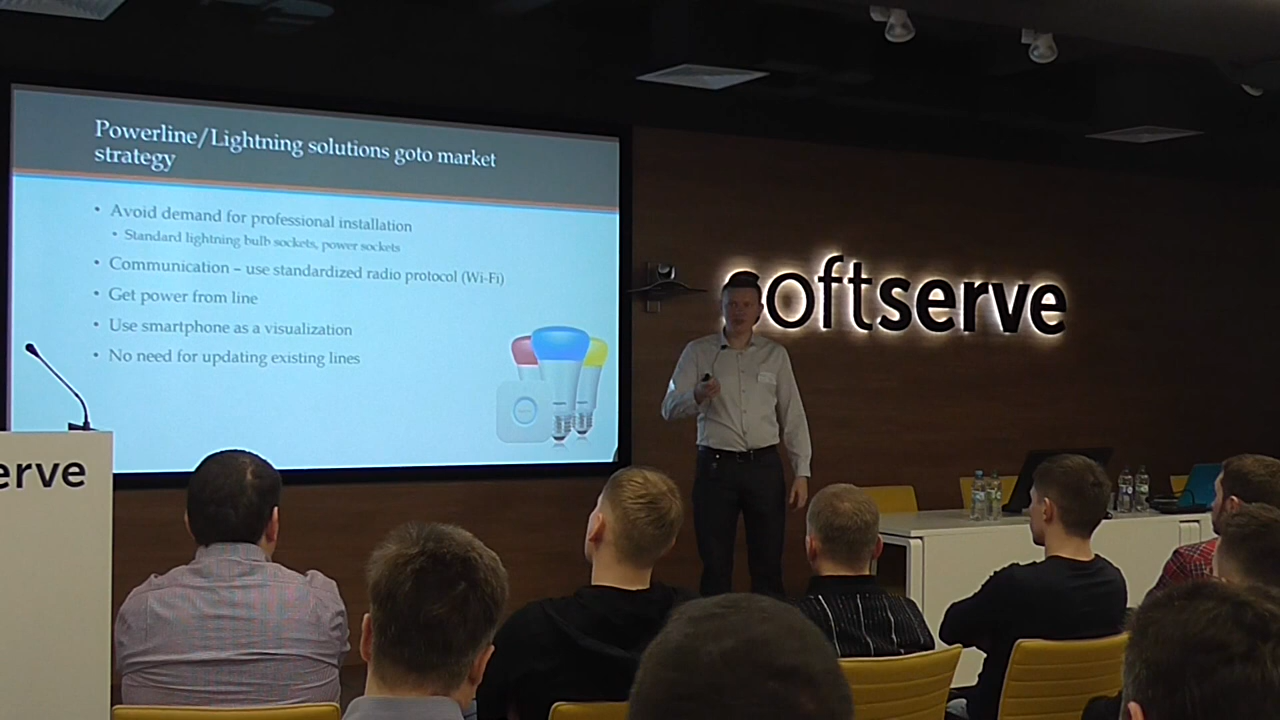 Powerline/Lightning solutions goto market
strategy
• Avoid demand for professional installation
• Standard lightning bulb sockets, power sockets
• Communication – use standardized radio protocol (Wi-Fi)
• Get power from line
• Use smartphone as a visualization
• No need for updating existing lines
softserve
erve